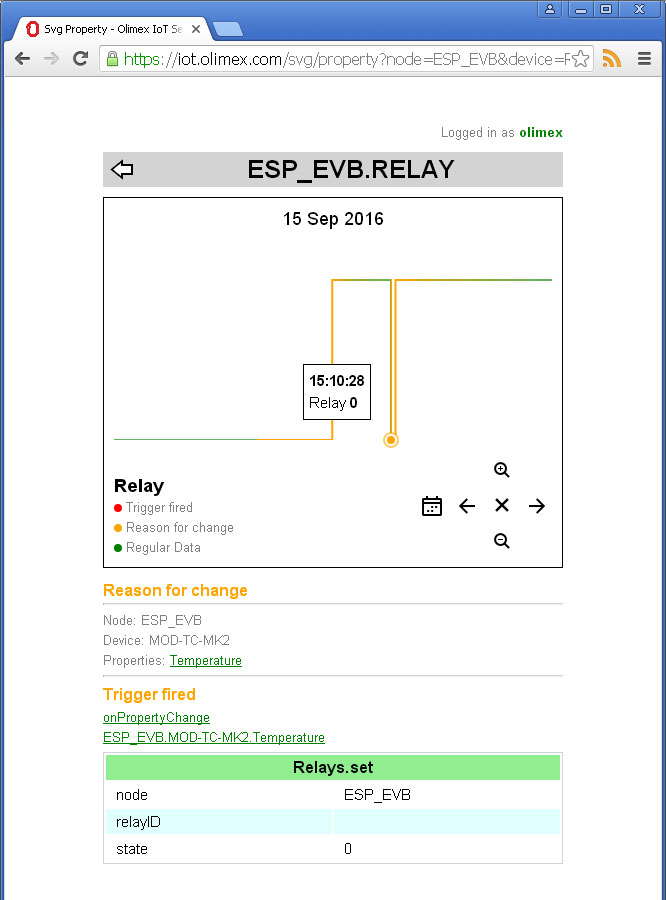 Svg Property - Olimex IoT Se
https://iot.olimex.com/svg/property?node=ESP_EVB&device=F
Logged in as olimex
ESP_EVB.RELAY
15 Sep 2016
15:10:28
Relay 0
Relay
Trigger fired
Reason for change
Regular Data
Reason for change
Node: ESP_EVB
Device: MOD-TC-MK2
Properties: Temperature
Trigger fired
onPropertyChange
ESP_EVB.MOD-TC-MK2.Temperature
Relays.set
node ESP_EVB
relayID
state 0